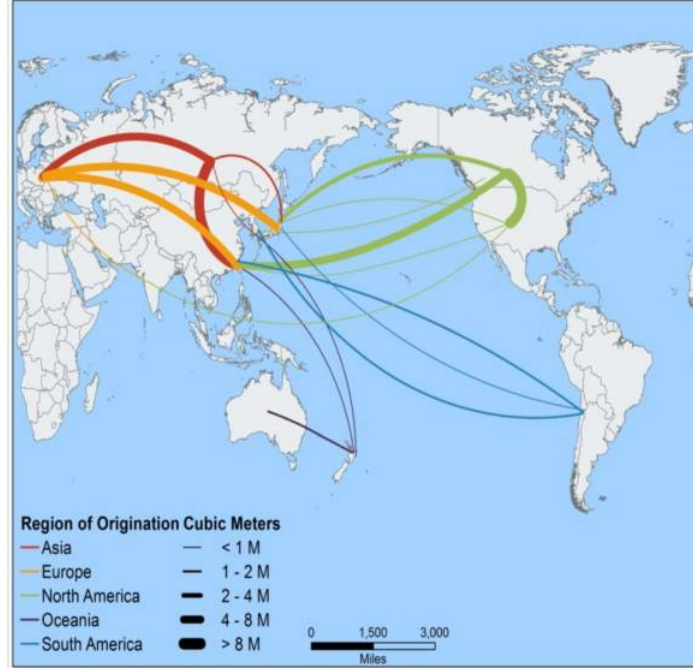 Region of Origination Cubic Meters
Asia < 1 M
Europe 1 - 2 M
North America 2 - 4 M
Oceania 4 - 8 M
South America > 8 M
0 1,500 3,000
Miles